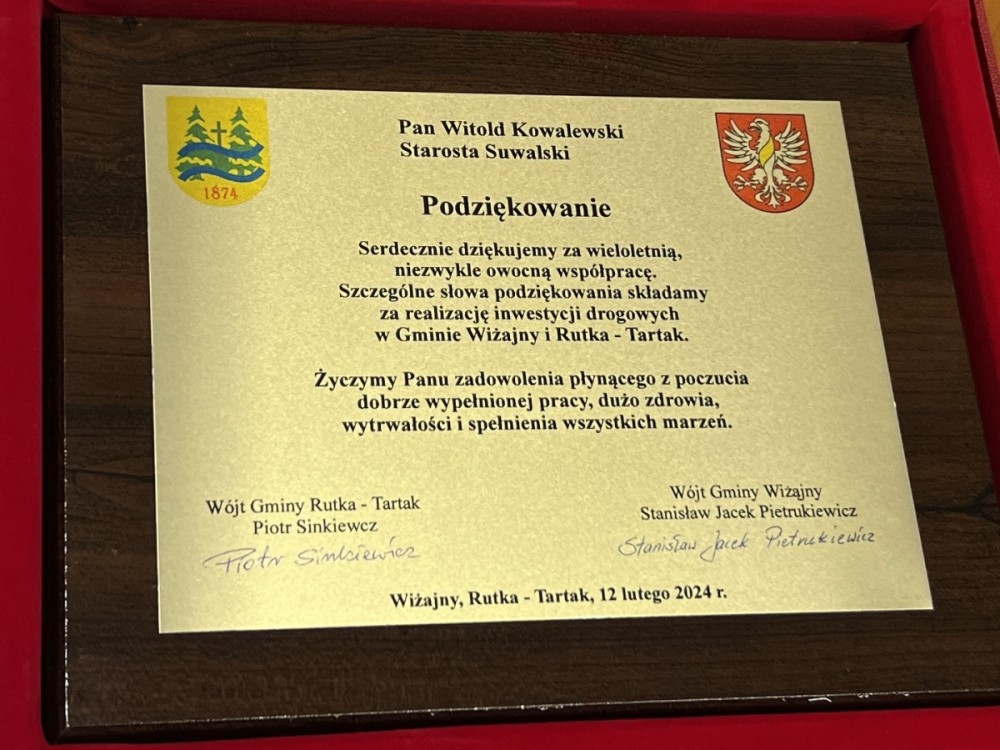 1874
Pan Witold Kowalewski
Starosta Suwalski
Podziękowanie
Serdecznie dziękujemy za wieloletnią,
niezwykle owocną współpracę.
Szczególne słowa podziękowania składamy
za realizację inwestycji drogowych
w Gminie Wiżajny i Rutka - Tartak.
Życzymy Panu zadowolenia płynącego z poczucia
dobrze wypełnionej pracy, dużo zdrowia,
wytrwałości i spełnienia wszystkich marzeń.
Wójt Gminy Rutka - Tartak
Piotr Sinkiewcz
Piotr Sinkiewicz
Wójt Gminy Wiżajny
Stanisław Jacek Pietrukiewicz
Stanisław Jacek Pietrukiewicz
Wiżajny, Rutka - Tartak, 12 lutego 2024 r.